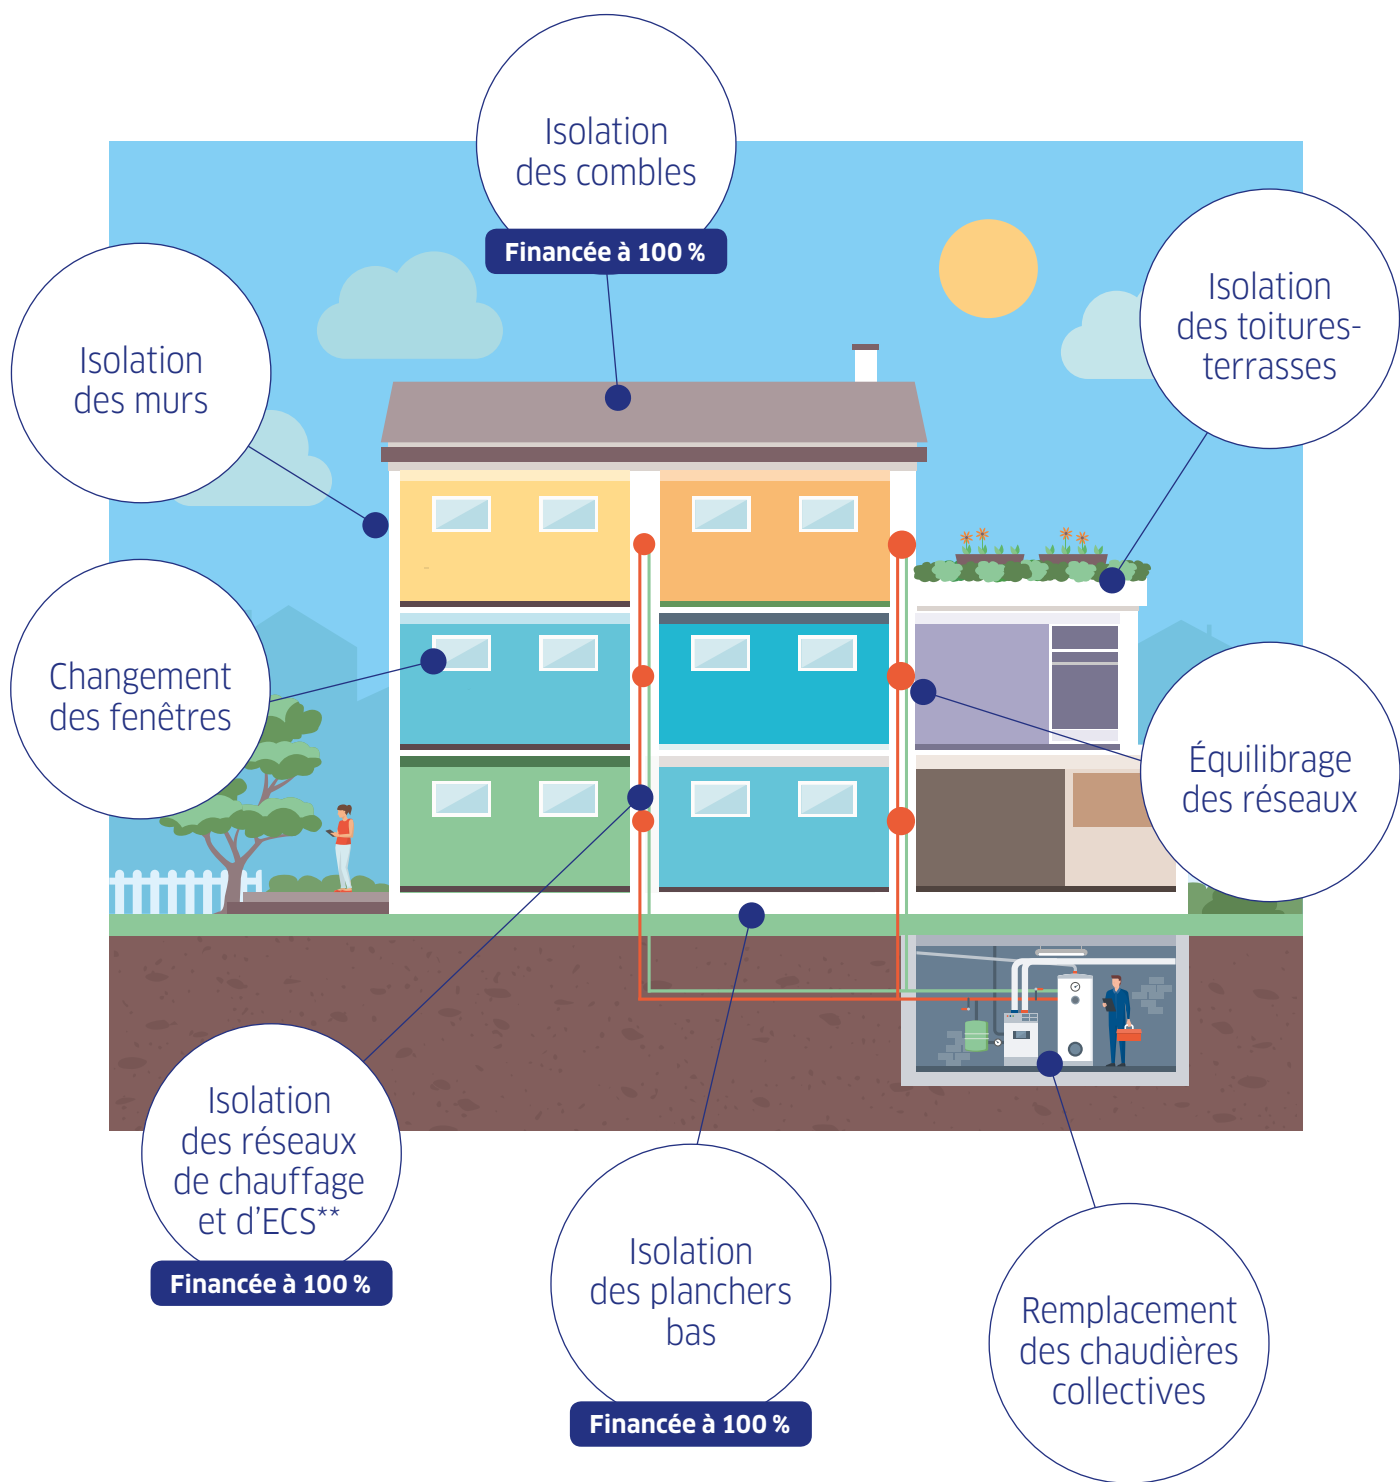 Isolation
des combles
Financée à 100 %
Isolation
des murs
Isolation
des toitures-
terrasses
Changement
des fenêtres
Équilibrage
des réseaux
Isolation
des réseaux
de chauffage
et d’ECS**
Financée à 100 %
Isolation
des planchers
bas
Financée à 100 %
Remplacement
des chaudières
collectives